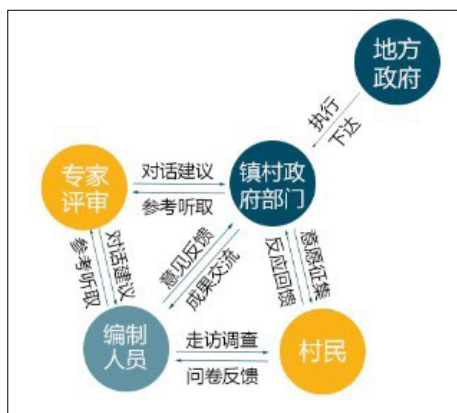 地方
政府
执行
下达
专家
评审
对话建议
参考听取
镇村政
府部门
对话建议
参考听取
意见反馈
成果交流
意愿征集
反应回馈
编制
人员
走访调查
问卷反馈
村民